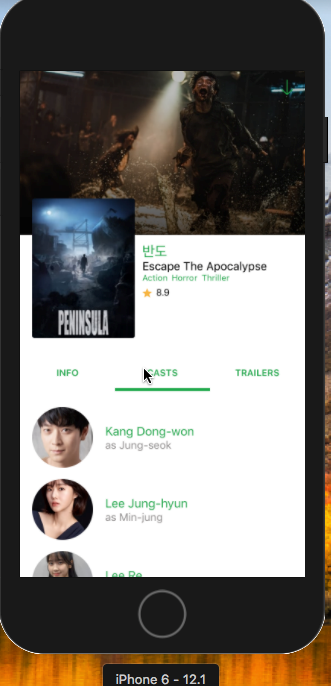 반도
Escape The Apocalypse
Action Horror Thriller
8.9
PENINSULA
INFO
CASTS
TRAILERS
Kang Dong-won
as Jung-seok
Lee Jung-hyun
as Min-jung
Lee Re
iPhone 6 - 12.1